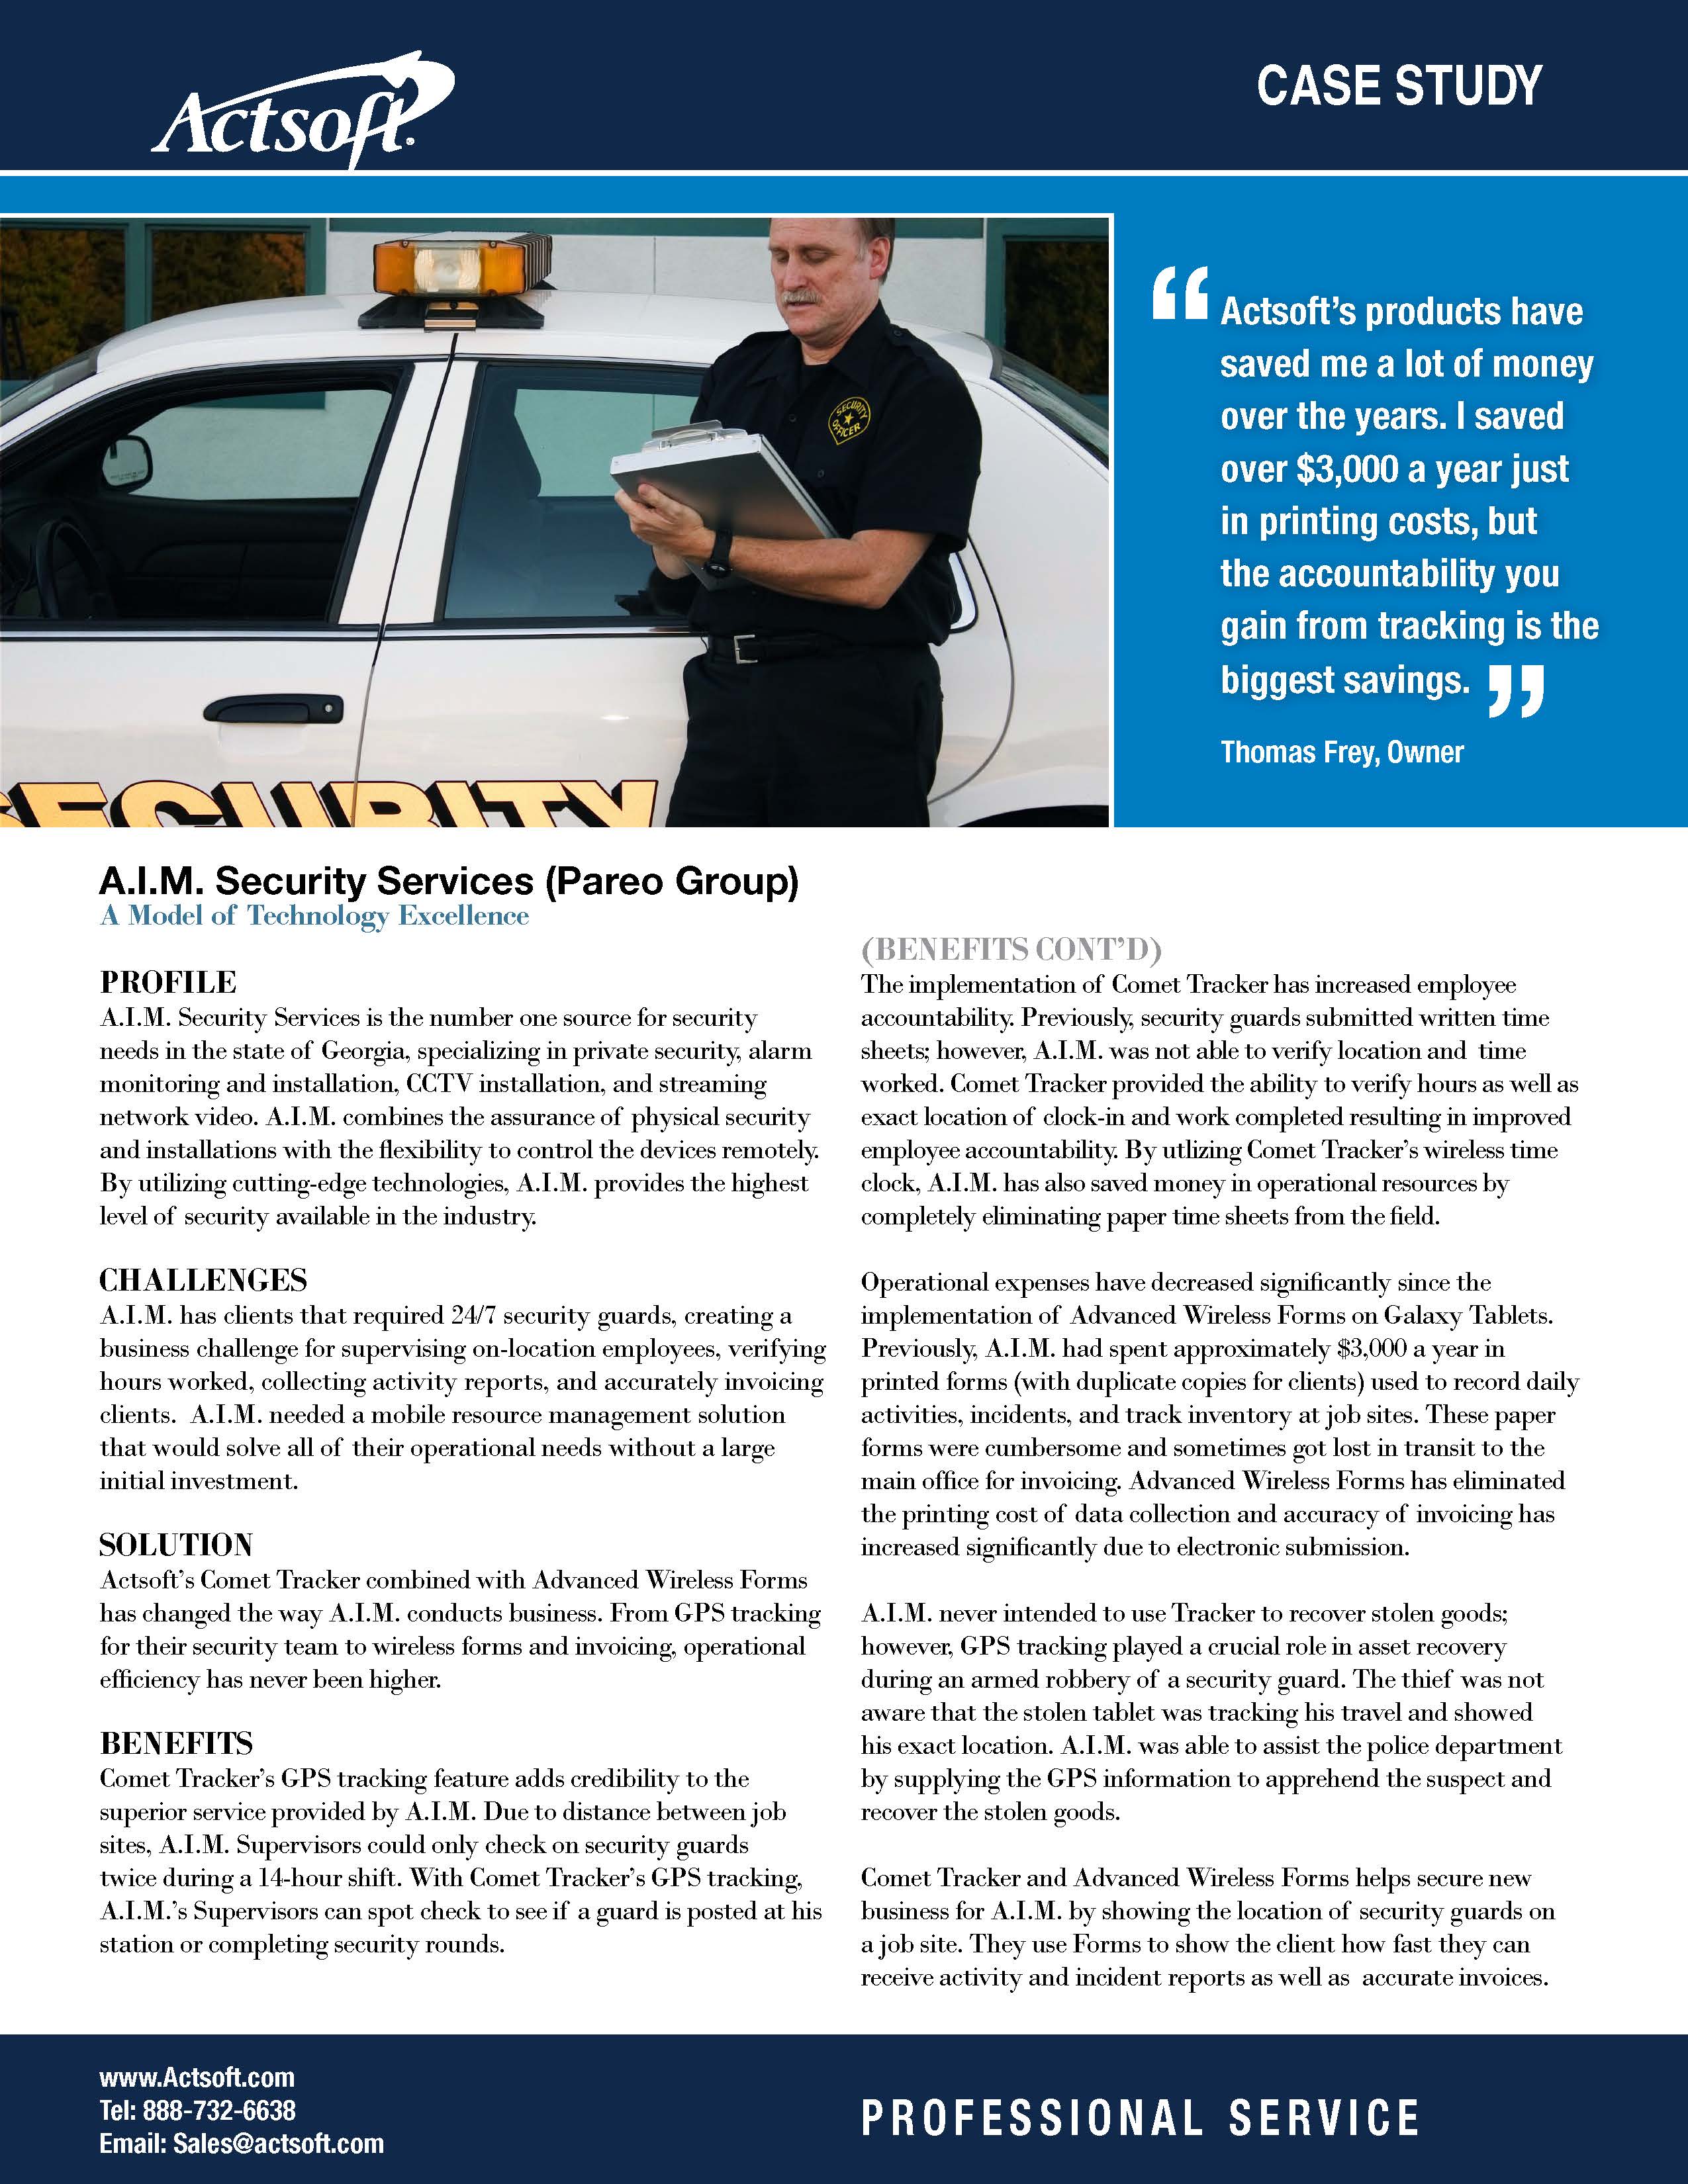 Actsoft®
CASE STUDY
SECURITY
OFFICER
SECURITY
“Actsoft’s products have
saved me a lot of money
over the years. I saved
over $3,000 a year just
in printing costs, but
the accountability you
gain from tracking is the
biggest savings.”
Thomas Frey, Owner
A.I.M. Security Services (Pareo Group)
A Model of Technology Excellence
PROFILE
A.I.M. Security Services is the number one source for security
needs in the state of Georgia, specializing in private security, alarm
monitoring and installation, CCTV installation, and streaming
network video. A.I.M. combines the assurance of physical security
and installations with the flexibility to control the devices remotely.
By utilizing cutting-edge technologies, A.I.M. provides the highest
level of security available in the industry.
CHALLENGES
A.I.M. has clients that required 24/7 security guards, creating a
business challenge for supervising on-location employees, verifying
hours worked, collecting activity reports, and accurately invoicing
clients. A.I.M. needed a mobile resource management solution
that would solve all of their operational needs without a large
initial investment.
SOLUTION
Actsoft’s Comet Tracker combined with Advanced Wireless Forms
has changed the way A.I.M. conducts business. From GPS tracking
for their security team to wireless forms and invoicing, operational
efficiency has never been higher.
BENEFITS
Comet Tracker’s GPS tracking feature adds credibility to the
superior service provided by A.I.M. Due to distance between job
sites, A.I.M. Supervisors could only check on security guards
twice during a 14-hour shift. With Comet Tracker’s GPS tracking,
A.I.M.’s Supervisors can spot check to see if a guard is posted at his
station or completing security rounds.
(BENEFITS CONT’D)
The implementation of Comet Tracker has increased employee
accountability. Previously, security guards submitted written time
sheets; however, A.I.M. was not able to verify location and time
worked. Comet Tracker provided the ability to verify hours as well as
exact location of clock-in and work completed resulting in improved
employee accountability. By utlizing Comet Tracker’s wireless time
clock, A.I.M. has also saved money in operational resources by
completely eliminating paper time sheets from the field.
Operational expenses have decreased significantly since the
implementation of Advanced Wireless Forms on Galaxy Tablets.
Previously, A.I.M. had spent approximately $3,000 a year in
printed forms (with duplicate copies for clients) used to record daily
activities, incidents, and track inventory at job sites. These paper
forms were cumbersome and sometimes got lost in transit to the
main office for invoicing. Advanced Wireless Forms has eliminated
the printing cost of data collection and accuracy of invoicing has
increased significantly due to electronic submission.
A.I.M. never intended to use Tracker to recover stolen goods;
however, GPS tracking played a crucial role in asset recovery
during an armed robbery of a security guard. The thief was not
aware that the stolen tablet was tracking his travel and showed
his exact location. A.I.M. was able to assist the police department
by supplying the GPS information to apprehend the suspect and
recover the stolen goods.
Comet Tracker and Advanced Wireless Forms helps secure new
business for A.I.M. by showing the location of security guards on
a job site. They use Forms to show the client how fast they can
receive activity and incident reports as well as accurate invoices.
www.Actsoft.com
Tel: 888-732-6638
Email: Sales@actsoft.com
PROFESSIONAL SERVICE